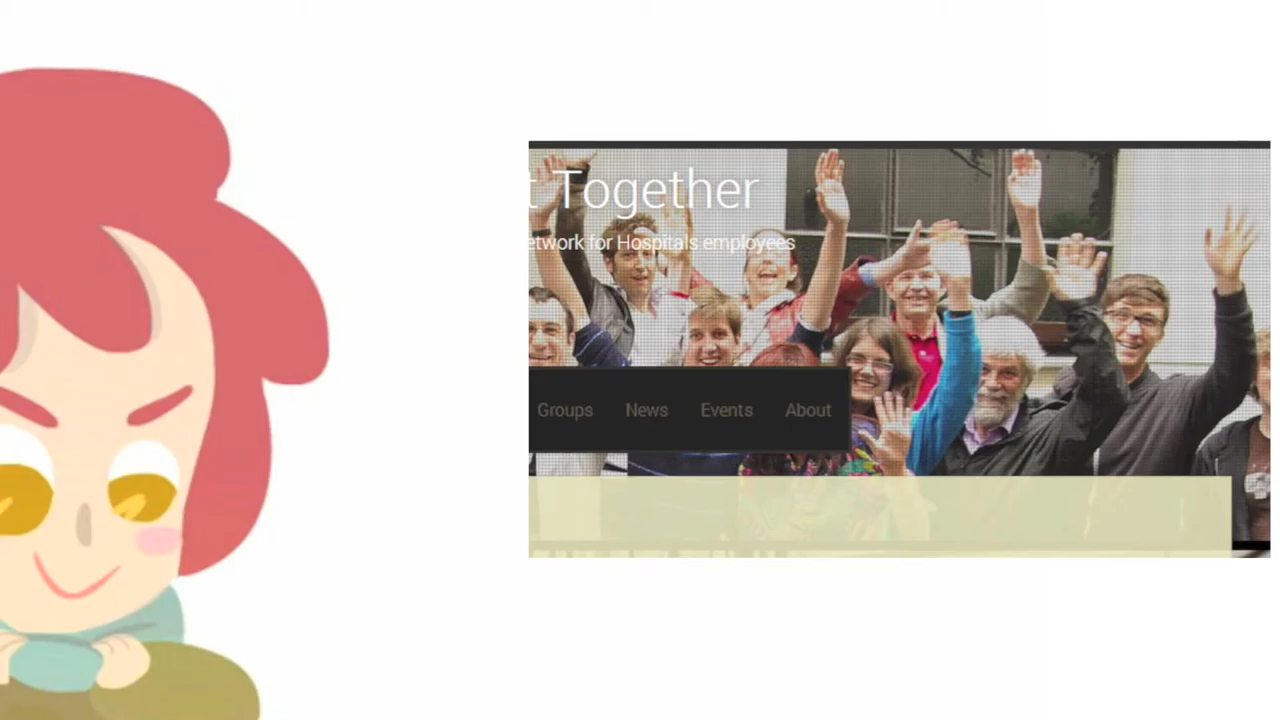 t Together
etwork for Hospitals employees
Groups News Events About